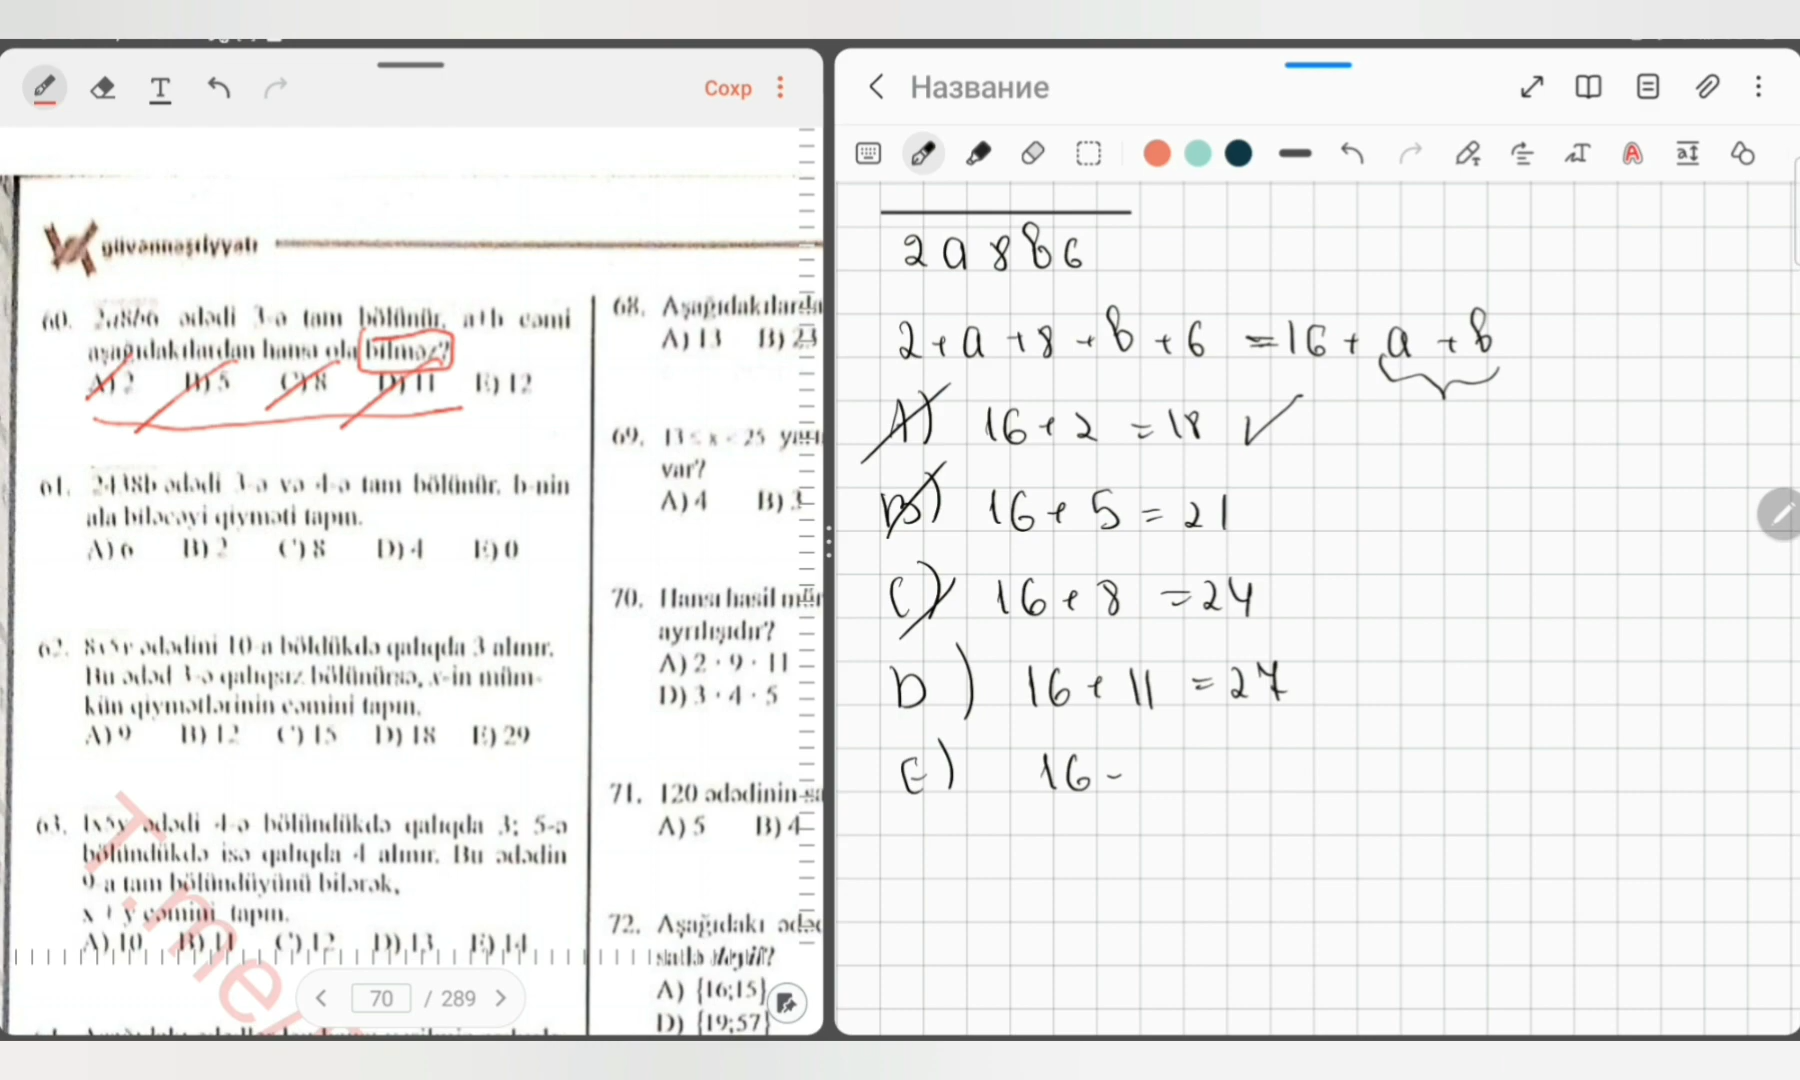 Сохр
güvənnəşriyyatı
60. 2a8b6 ədədi 3-ə tam bölünür. a+b cəmi
aşağıdakılardan hansı ola bilməz?
A) 2 B) 5 C) 8 D) 11 E) 12
61. 2438b ədədi 3-ə və 4-ə tam bölünür. b-nin
ala biləcəyi qiyməti tapın.
A) 6 B) 2 C) 8 D) 4 E) 0
62. 8x5y ədədini 10-a böldükdə qalıqda 3 alınır.
Bu ədəd 3-ə qalıqsız bölünürsə, x-in müm-
kün qiymətlərinin cəmini tapın.
A) 9 B) 12 C) 15 D) 18 E) 29
63. 1x5y ədədi 4-ə bölündükdə qalıqda 3; 5-ə
bölündükdə isə qalıqda 4 alınır. Bu ədədin
9-a tam bölündüyünü bilərək,
x + y cəmini tapın.
A) 10 B) 11 C) 12 D) 13 E) 14
T.me/
70 / 289
68. Aşağıdakılarda
A) 13 B) 23
69. 13 ≤ x < 25
var?
A) 4 B) 3
70. Hansı hasil
ayrılışıdır?
A) 2 · 9 · 11
D) 3 · 4 · 5
71. 120 ədədinin
A) 5 B) 4
72. Aşağıdakı
deyil?
A) {16;15}
D) {19;57}
Название
2a8b6
2+a+8+b+6 =16+a+b
A) 16+2 =18 ✓
B) 16+5=21
C) 16+8 =24
D) 16+11 =27
E) 16-